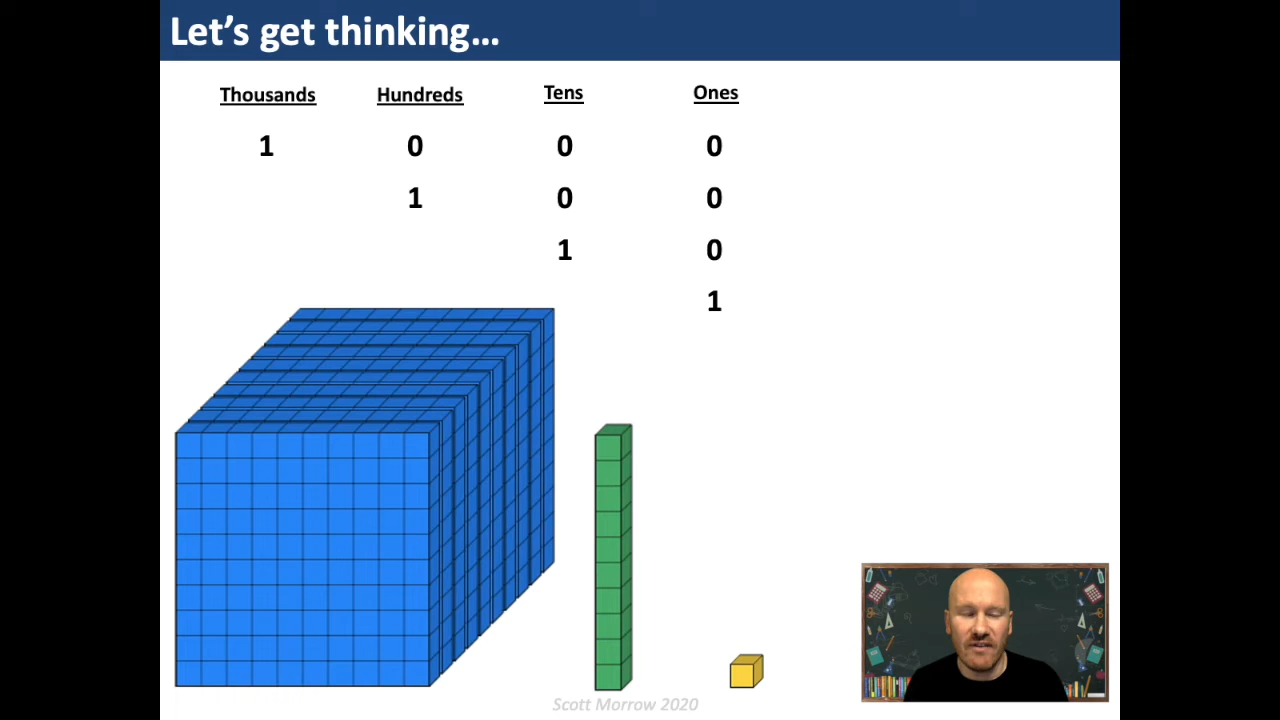 Let's get thinking…
Thousands Hundreds Tens Ones
1 0 0 0
1 0 0
1 0
1
Scott Morrow 2020